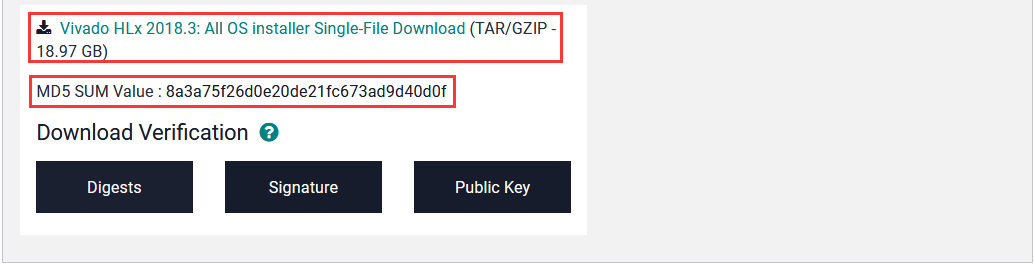 Vivado HLx 2018.3: All OS installer Single-File Download (TAR/GZIP -
18.97 GB)
MD5 SUM Value : 8a3a75f26d0e20de21fc673ad9d40d0f
Download Verification ?
Digests
Signature
Public Key